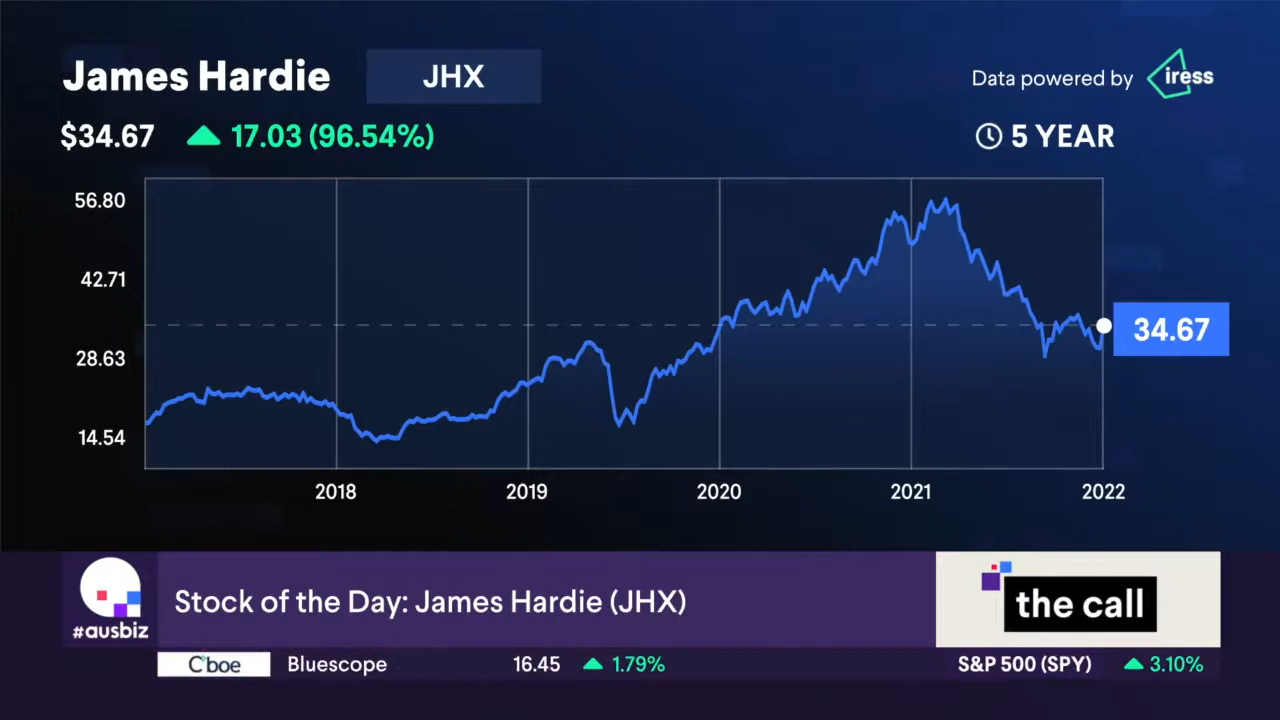 James Hardie JHX
Data powered by iress
$34.67 17.03 (96.54%)
5 YEAR
56.80
42.71
28.63
14.54
34.67
2018 2019 2020 2021 2022
#ausbiz
Stock of the Day: James Hardie (JHX)
the call
Cboe Bluescope 16.45 1.79% S&P 500 (SPY) 3.10%